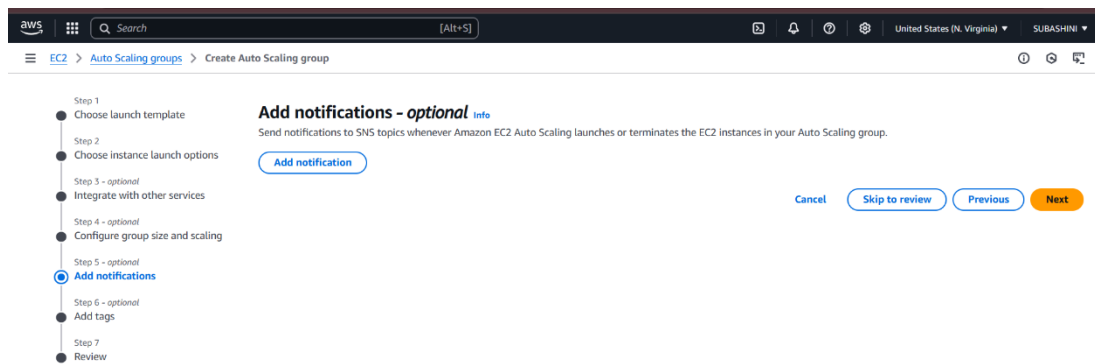 aws
Search [Alt+S]
United States (N. Virginia) ▼ SUBASHINI ▼
EC2 > Auto Scaling groups > Create Auto Scaling group
Step 1
Choose launch template
Step 2
Choose instance launch options
Step 3 - optional
Integrate with other services
Step 4 - optional
Configure group size and scaling
Step 5 - optional
Add notifications
Step 6 - optional
Add tags
Step 7
Review
Add notifications - optional Info
Send notifications to SNS topics whenever Amazon EC2 Auto Scaling launches or terminates the EC2 instances in your Auto Scaling group.
Add notification
Cancel Skip to review Previous Next